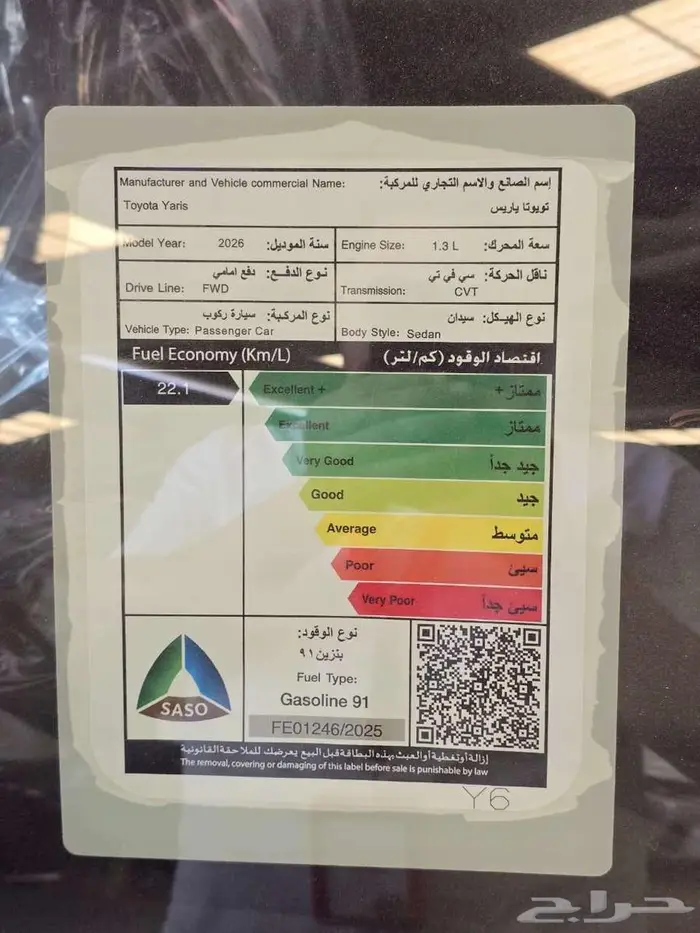 Manufacturer and Vehicle commercial Name: إسم الصانع والاسم التجاري للمركبة:
Toyota Yaris تويوتا ياريس
Model Year: 2026 سنة الموديل: Engine Size: 1.3 L سعة المحرك:
نوع الدفع: دفع امامي ناقل الحركة: سي في تي
Drive Line: FWD Transmission: CVT
نوع المركبة: سيارة ركوب نوع الهيكل: سيدان
Vehicle Type: Passenger Car Body Style: Sedan
Fuel Economy (Km/L) اقتصاد الوقود (كم/لتر)
22.1 Excellent + ممتاز +
Excellent ممتاز
Very Good جيد جداً
Good جيد
Average متوسط
Poor سيئ
Very Poor سيئ جداً
نوع الوقود:
بنزين ٩١
Fuel Type:
Gasoline 91
SASO
FE01246/2025
إزالة أو تغطية أو العبث بهذه البطاقة قبل البيع يعرضك للملاحقة القانونية
The removal, covering or damaging of this label before sale is punishable by law
Y6
حراج